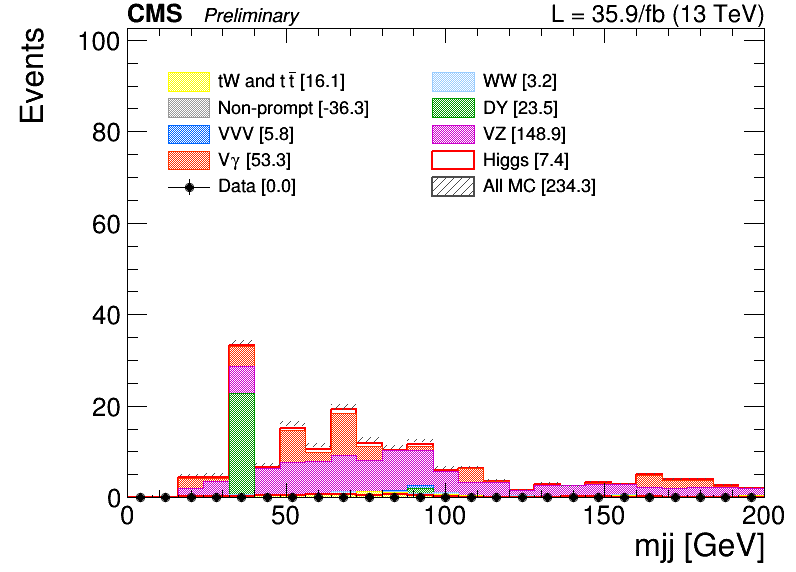 CMS Preliminary L = 35.9/fb (13 TeV)
Events
100
80
60
40
20
0
tW and tt̄ [16.1]
Non-prompt [-36.3]
VVV [5.8]
Vγ [53.3]
Data [0.0]
WW [3.2]
DY [23.5]
VZ [148.9]
Higgs [7.4]
All MC [234.3]
0 50 100 150 200
mjj [GeV]